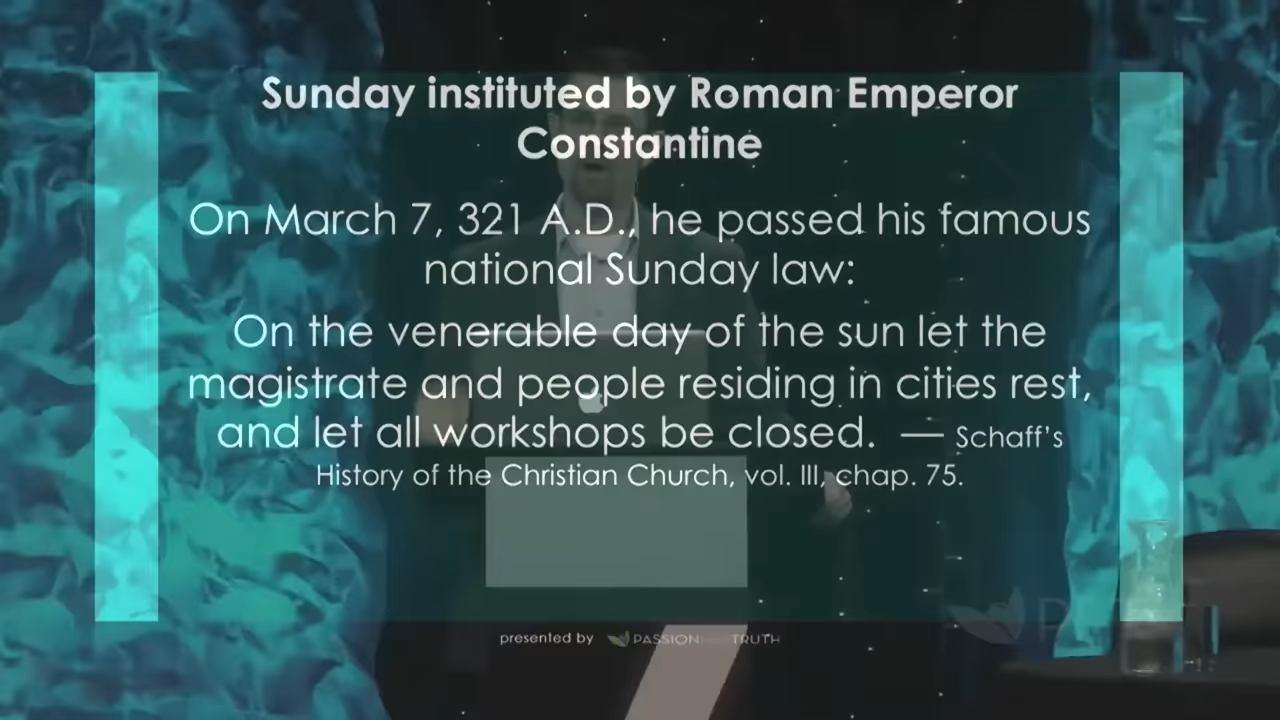 Sunday instituted by Roman Emperor
Constantine
On March 7, 321 A.D., he passed his famous
national Sunday law:
On the venerable day of the sun let the
magistrate and people residing in cities rest,
and let all workshops be closed. — Schaff's
History of the Christian Church, vol. III, chap. 75.
presented by PASSION TRUTH